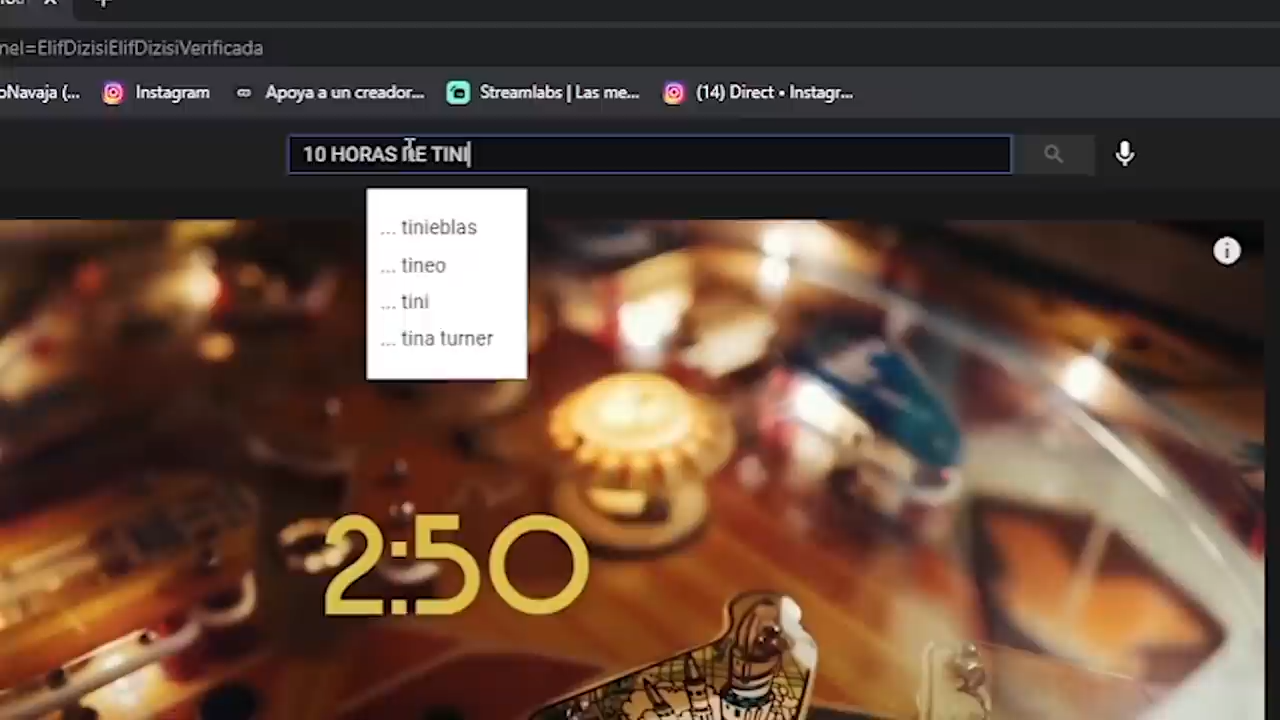 nel=ElifDizisiElifDizisiVerificada
oNavaja (... Instagram Apoya a un creador... Streamlabs | Las me... (14) Direct • Instagr...
10 HORAS DE TINI
... tinieblas
... tineo
... tini
... tina turner
2:50